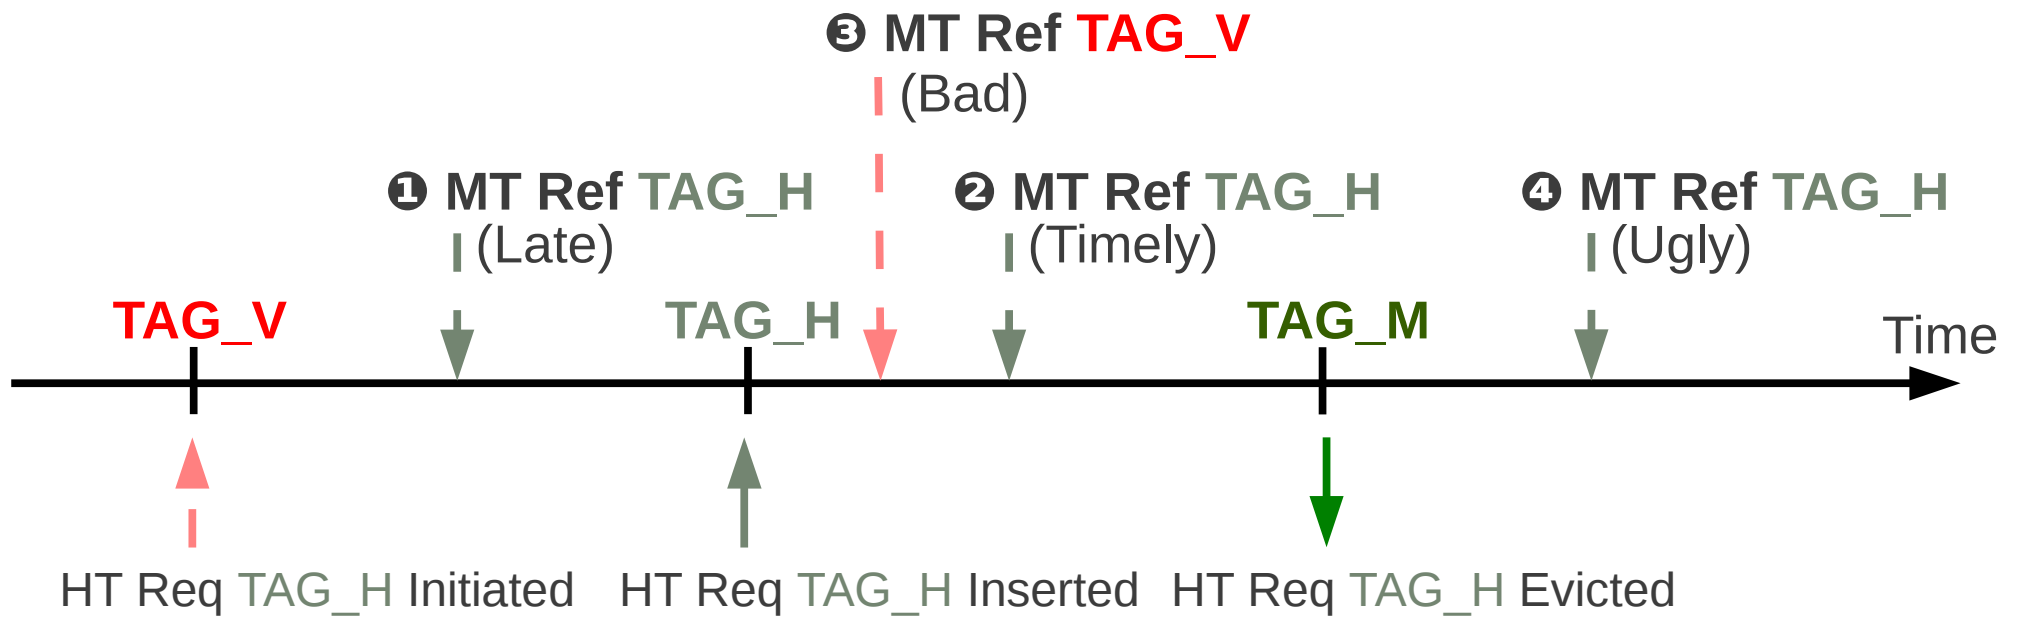 ❸ MT Ref TAG_V
(Bad)
❶ MT Ref TAG_H
(Late)
❷ MT Ref TAG_H
(Timely)
❹ MT Ref TAG_H
(Ugly)
TAG_V
TAG_H
TAG_M
Time
HT Req TAG_H Initiated
HT Req TAG_H Inserted
HT Req TAG_H Evicted